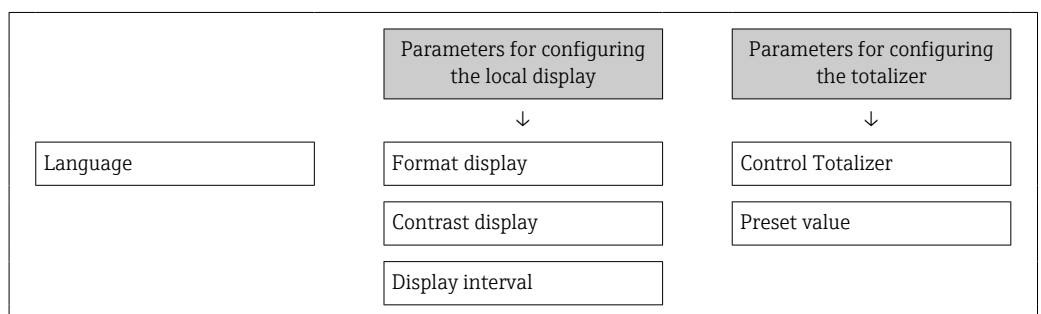 Parameters for configuring
the local display
Parameters for configuring
the totalizer
↓
↓
Language
Format display
Control Totalizer
Contrast display
Preset value
Display interval